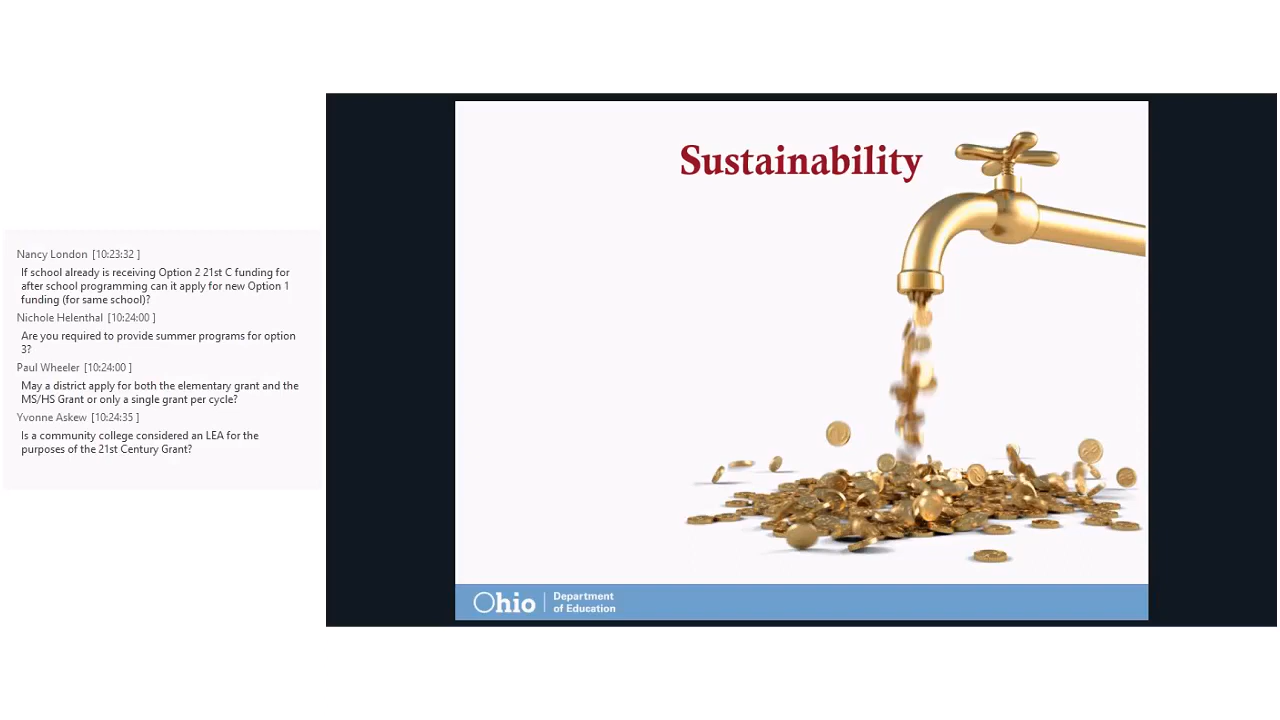 Nancy London [10:23:32 ]
If school already is receiving Option 2 21st C funding for
after school programming can it apply for new Option 1
funding (for same school)?
Nichole Helenthal [10:24:00 ]
Are you required to provide summer programs for option
3?
Paul Wheeler [10:24:00 ]
May a district apply for both the elementary grant and the
MS/HS Grant or only a single grant per cycle?
Yvonne Askew [10:24:35 ]
Is a community college considered an LEA for the
purposes of the 21st Century Grant?
Sustainability
Ohio
Department
of Education